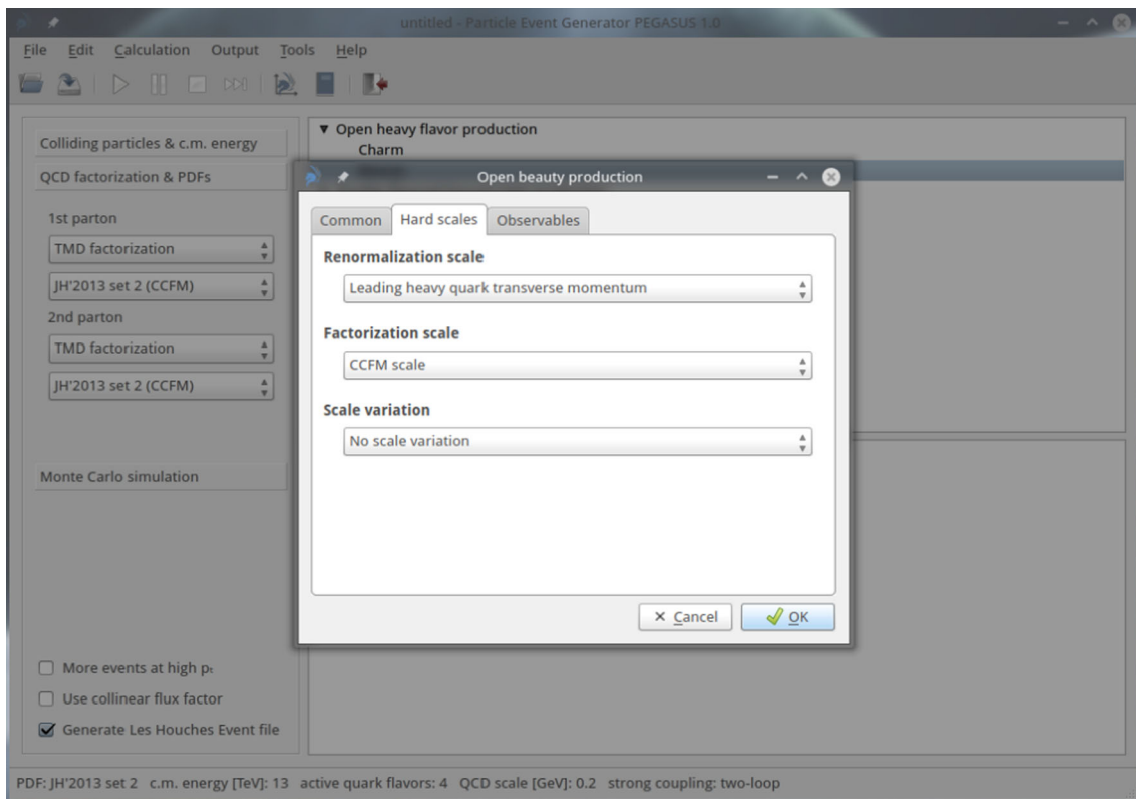 untitled - Particle Event Generator PEGASUS 1.0
File Edit Calculation Output Tools Help
Colliding particles & c.m. energy
QCD factorization & PDFs
1st parton
TMD factorization
JH'2013 set 2 (CCFM)
2nd parton
TMD factorization
JH'2013 set 2 (CCFM)
Monte Carlo simulation
More events at high pₜ
Use collinear flux factor
Generate Les Houches Event file
Open heavy flavor production
Charm
Open beauty production
Common Hard scales Observables
Renormalization scale
Leading heavy quark transverse momentum
Factorization scale
CCFM scale
Scale variation
No scale variation
Cancel OK
PDF: JH'2013 set 2 c.m. energy [TeV]: 13 active quark flavors: 4 QCD scale [GeV]: 0.2 strong coupling: two-loop